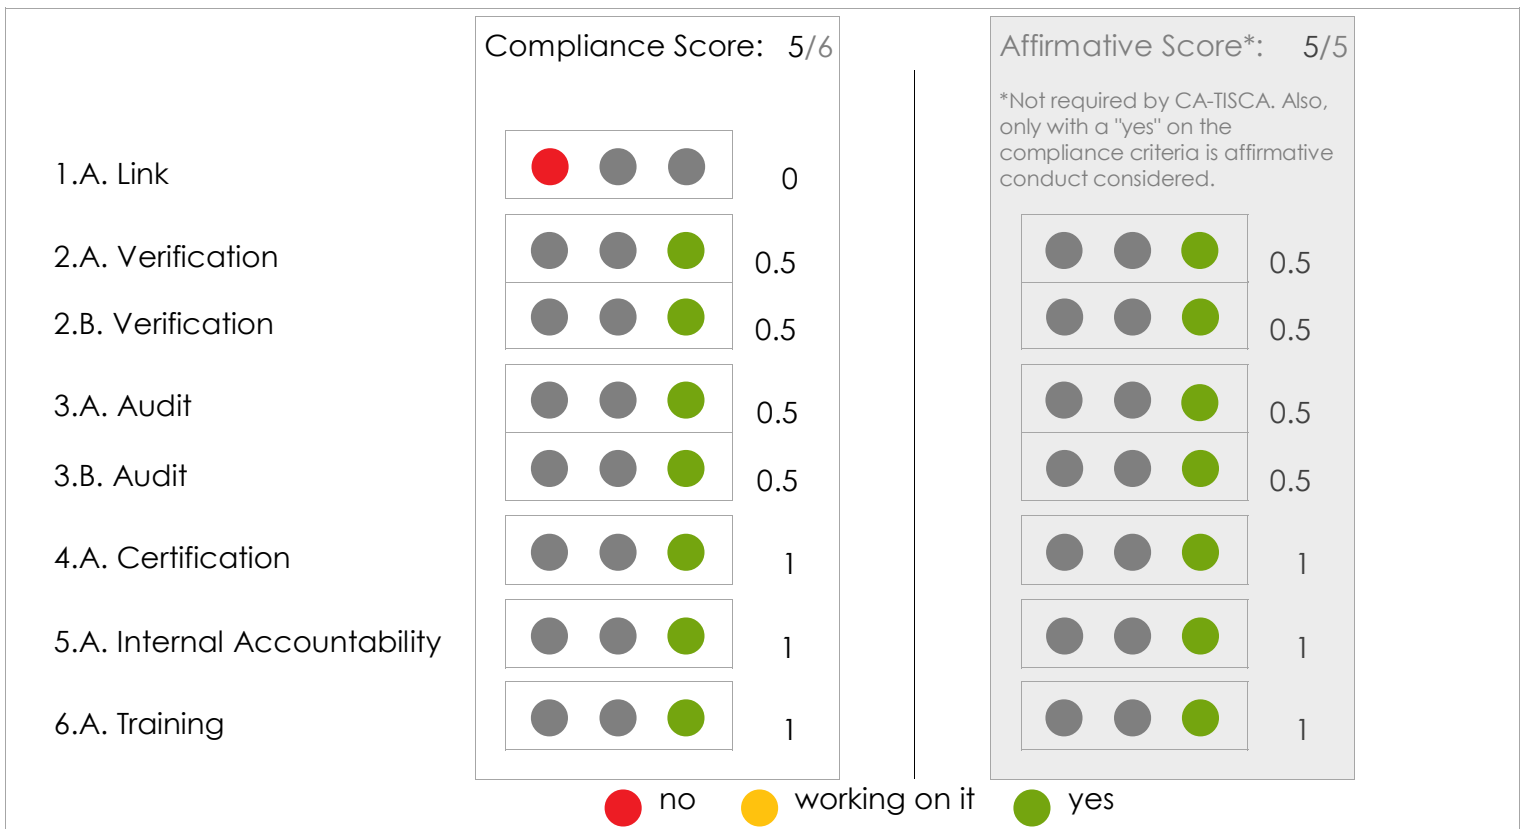 Compliance Score: 5/6
Affirmative Score*: 5/5
*Not required by CA-TISCA. Also,
only with a "yes" on the
compliance criteria is affirmative
conduct considered.
1.A. Link 0
2.A. Verification 0.5 0.5
2.B. Verification 0.5 0.5
3.A. Audit 0.5 0.5
3.B. Audit 0.5 0.5
4.A. Certification 1 1
5.A. Internal Accountability 1 1
6.A. Training 1 1
no working on it yes